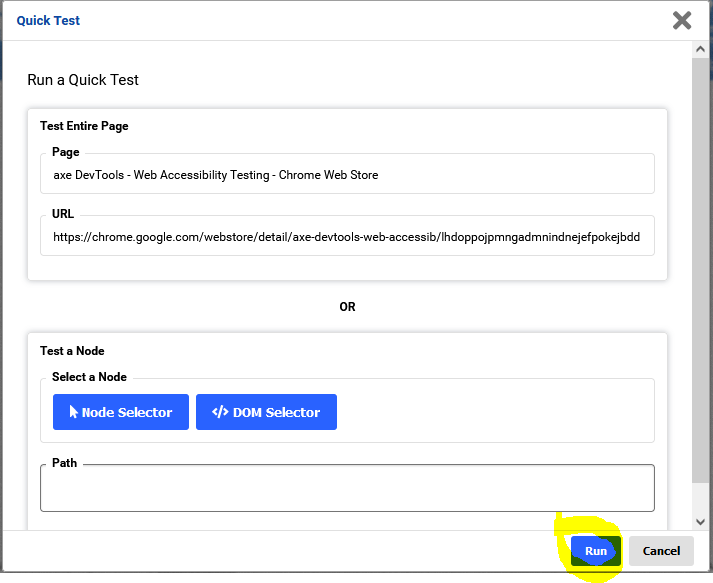 Quick Test
Run a Quick Test
Test Entire Page
Page
axe DevTools - Web Accessibility Testing - Chrome Web Store
URL
https://chrome.google.com/webstore/detail/axe-devtools-web-accessib/lhdoppojpmngadmnindnejefpokejbdd
OR
Test a Node
Select a Node
Node Selector </> DOM Selector
Path
Run Cancel